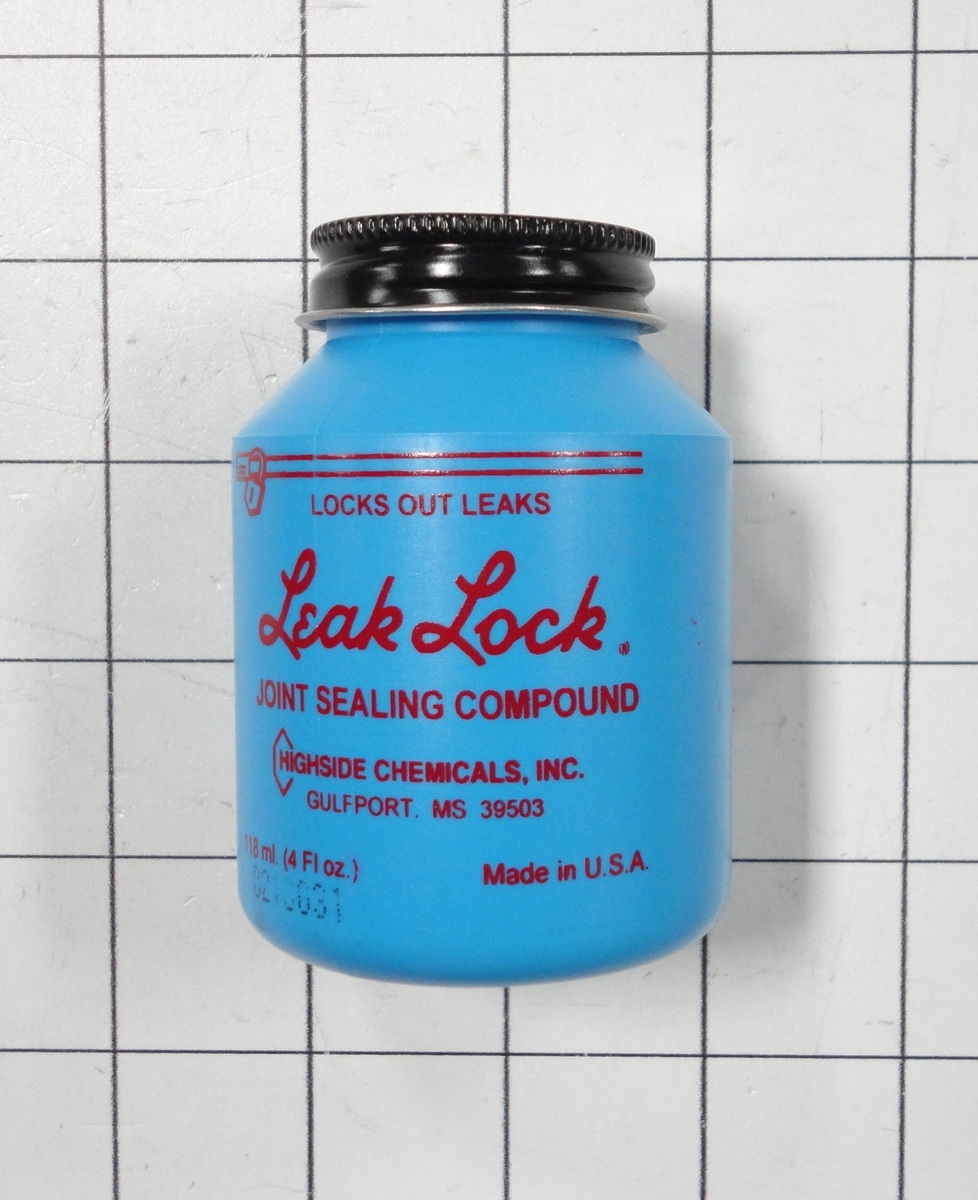 LOCKS OUT LEAKS
Leak Lock ®
JOINT SEALING COMPOUND
HIGHSIDE CHEMICALS, INC.
GULFPORT. MS 39503
118 ml. (4 Fl oz.)
Made in U.S.A.